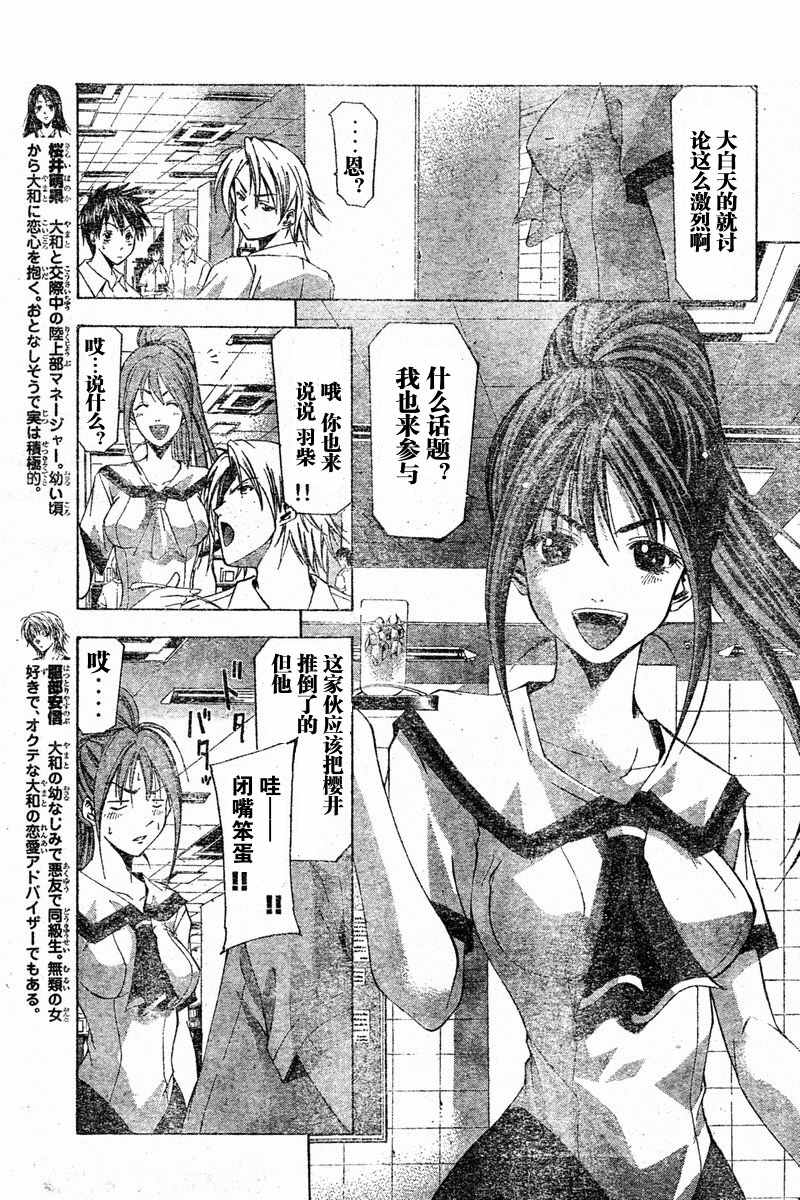 大白天的就讨
论这么激烈啊
‥‥恩?
什么话题?
我也来参与
哦 你也来
说说 羽柴
!!
哎‥‥说什么?
这家伙应该把樱井
推倒了的
但他
哇——
闭嘴笨蛋!!
!!
哎
‥‥
バタ
バタッ
桜井萌果 大和と交際中の陸上部マネージャー。幼い頃
から大和に恋心を抱く。おとなしそうで実は積極的。
服部安信 大和の幼なじみで悪友で同級生。無類の女
好きで、オクテな大和の恋愛アドバイザーでもある。